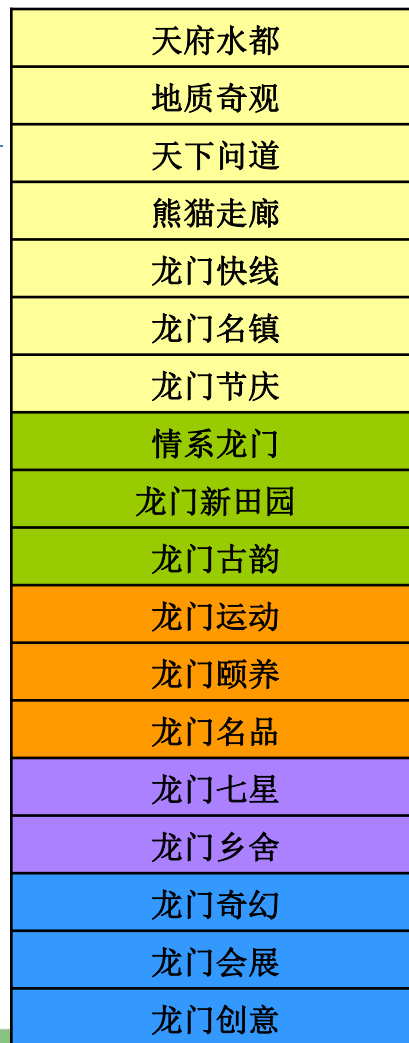 天府水都
地质奇观
天下问道
熊猫走廊
龙门快线
龙门名镇
龙门节庆
情系龙门
龙门新田园
龙门古韵
龙门运动
龙门颐养
龙门名品
龙门七星
龙门乡舍
龙门奇幻
龙门会展
龙门创意